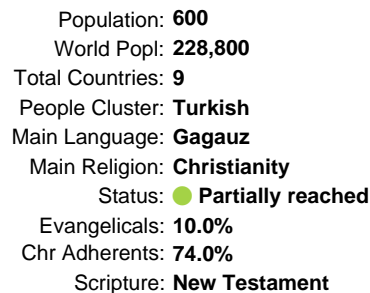 Population: 600
World Popl: 228,800
Total Countries: 9
People Cluster: Turkish
Main Language: Gagauz
Main Religion: Christianity
Status: Partially reached
Evangelicals: 10.0%
Chr Adherents: 74.0%
Scripture: New Testament